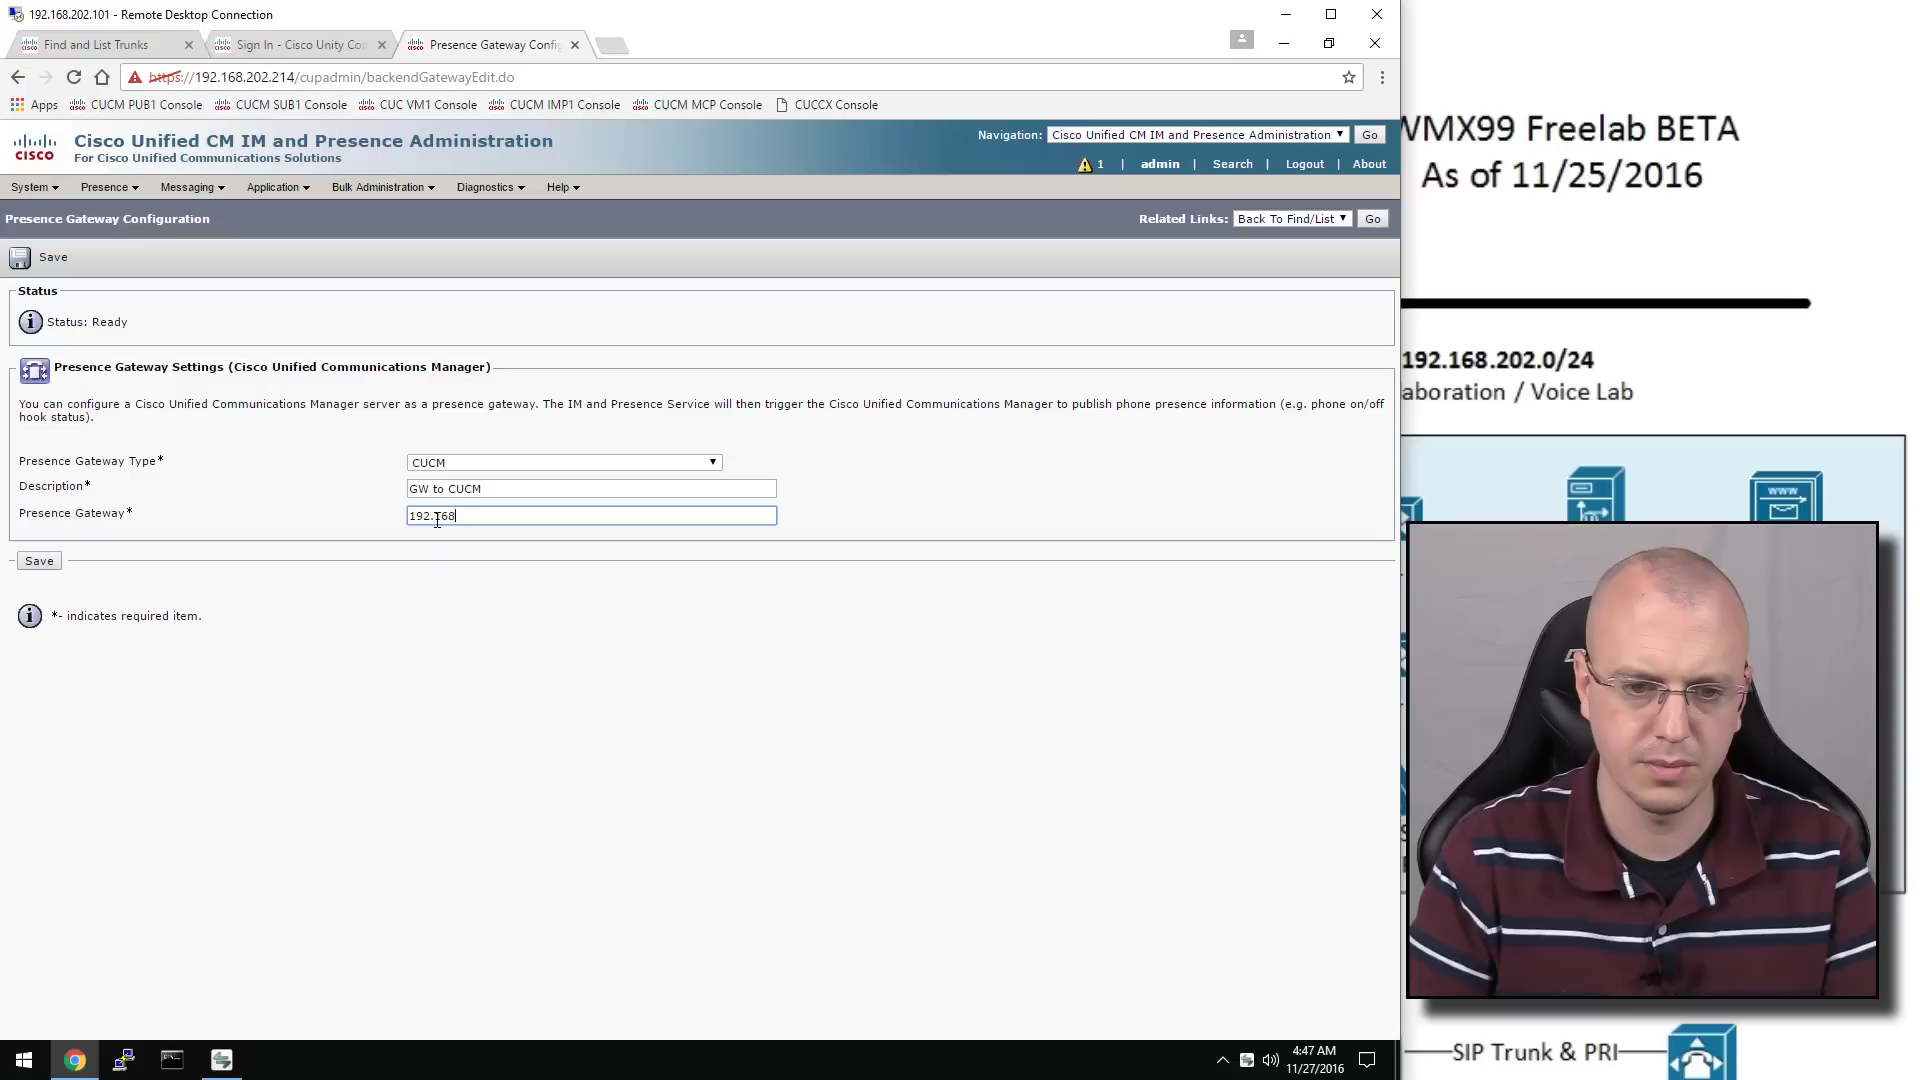 192.168.202.101 - Remote Desktop Connection
Find and List Trunks
Sign In - Cisco Unity Co
Presence Gateway Config
https://192.168.202.214/cupadmin/backendGatewayEdit.do
Apps
CUCM PUB1 Console
CUCM SUB1 Console
CUC VM1 Console
CUCM IMP1 Console
CUCM MCP Console
CUCCX Console
CISCO
Cisco Unified CM IM and Presence Administration
For Cisco Unified Communications Solutions
Navigation:
Cisco Unified CM IM and Presence Administration
Go
1 | admin | Search | Logout | About
System
Presence
Messaging
Application
Bulk Administration
Diagnostics
Help
Presence Gateway Configuration
Related Links:
Back To Find/List
Go
Save
Status
Status: Ready
Presence Gateway Settings (Cisco Unified Communications Manager)
You can configure a Cisco Unified Communications Manager server as a presence gateway. The IM and Presence Service will then trigger the Cisco Unified Communications Manager to publish phone presence information (e.g. phone on/off
hook status).
Presence Gateway Type*
CUCM
Description*
GW to CUCM
Presence Gateway*
192.168
Save
*- indicates required item.
4:47 AM
11/27/2016
WMX99 Freelab BETA
As of 11/25/2016
192.168.202.0/24
aboration / Voice Lab
WWW
SIP Trunk & PRI